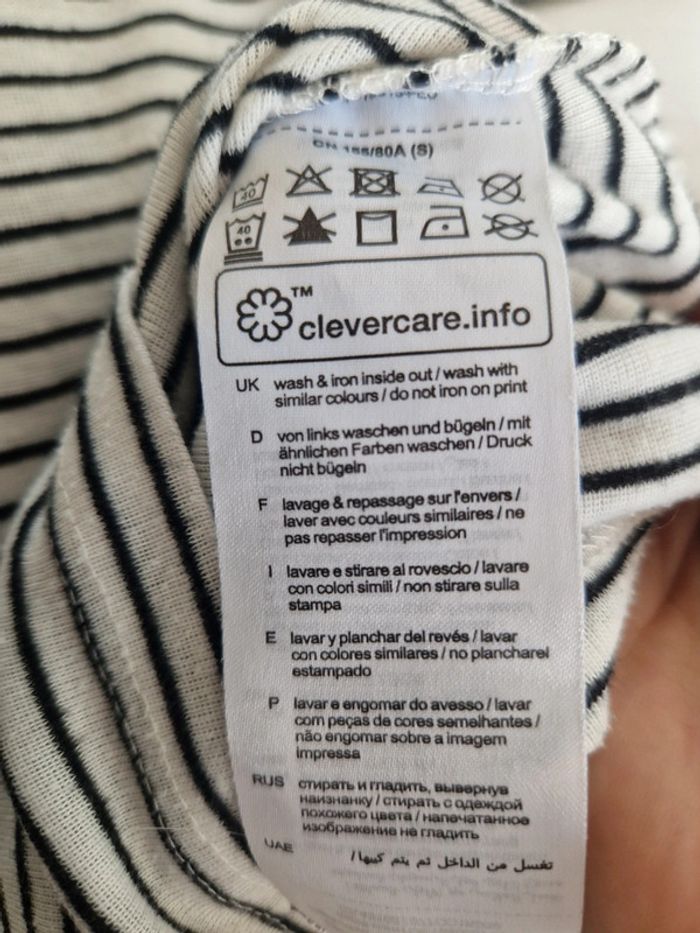 CN 155/80A (S)
40
40
TM
clevercare.info
UK wash & iron inside out / wash with
similar colours / do not iron on print
D von links waschen und bügeln / mit
ähnlichen Farben waschen / Druck
nicht bügeln
F lavage & repassage sur l'envers /
laver avec couleurs similaires / ne
pas repasser l'impression
I lavare e stirare al rovescio / lavare
con colori simili / non stirare sulla
stampa
E lavar y planchar del revés / lavar
con colores similares / no plancharel
estampado
P lavar e engomar do avesso / lavar
com peças de cores semelhantes /
não engomar sobre a imagem
impressa
RUS стирать и гладить, вывернув
наизнанку / стирать с одеждой
похожего цвета / напечатанное
изображение не гладить
UAE تغسل من الداخل ثم يتم كيها /